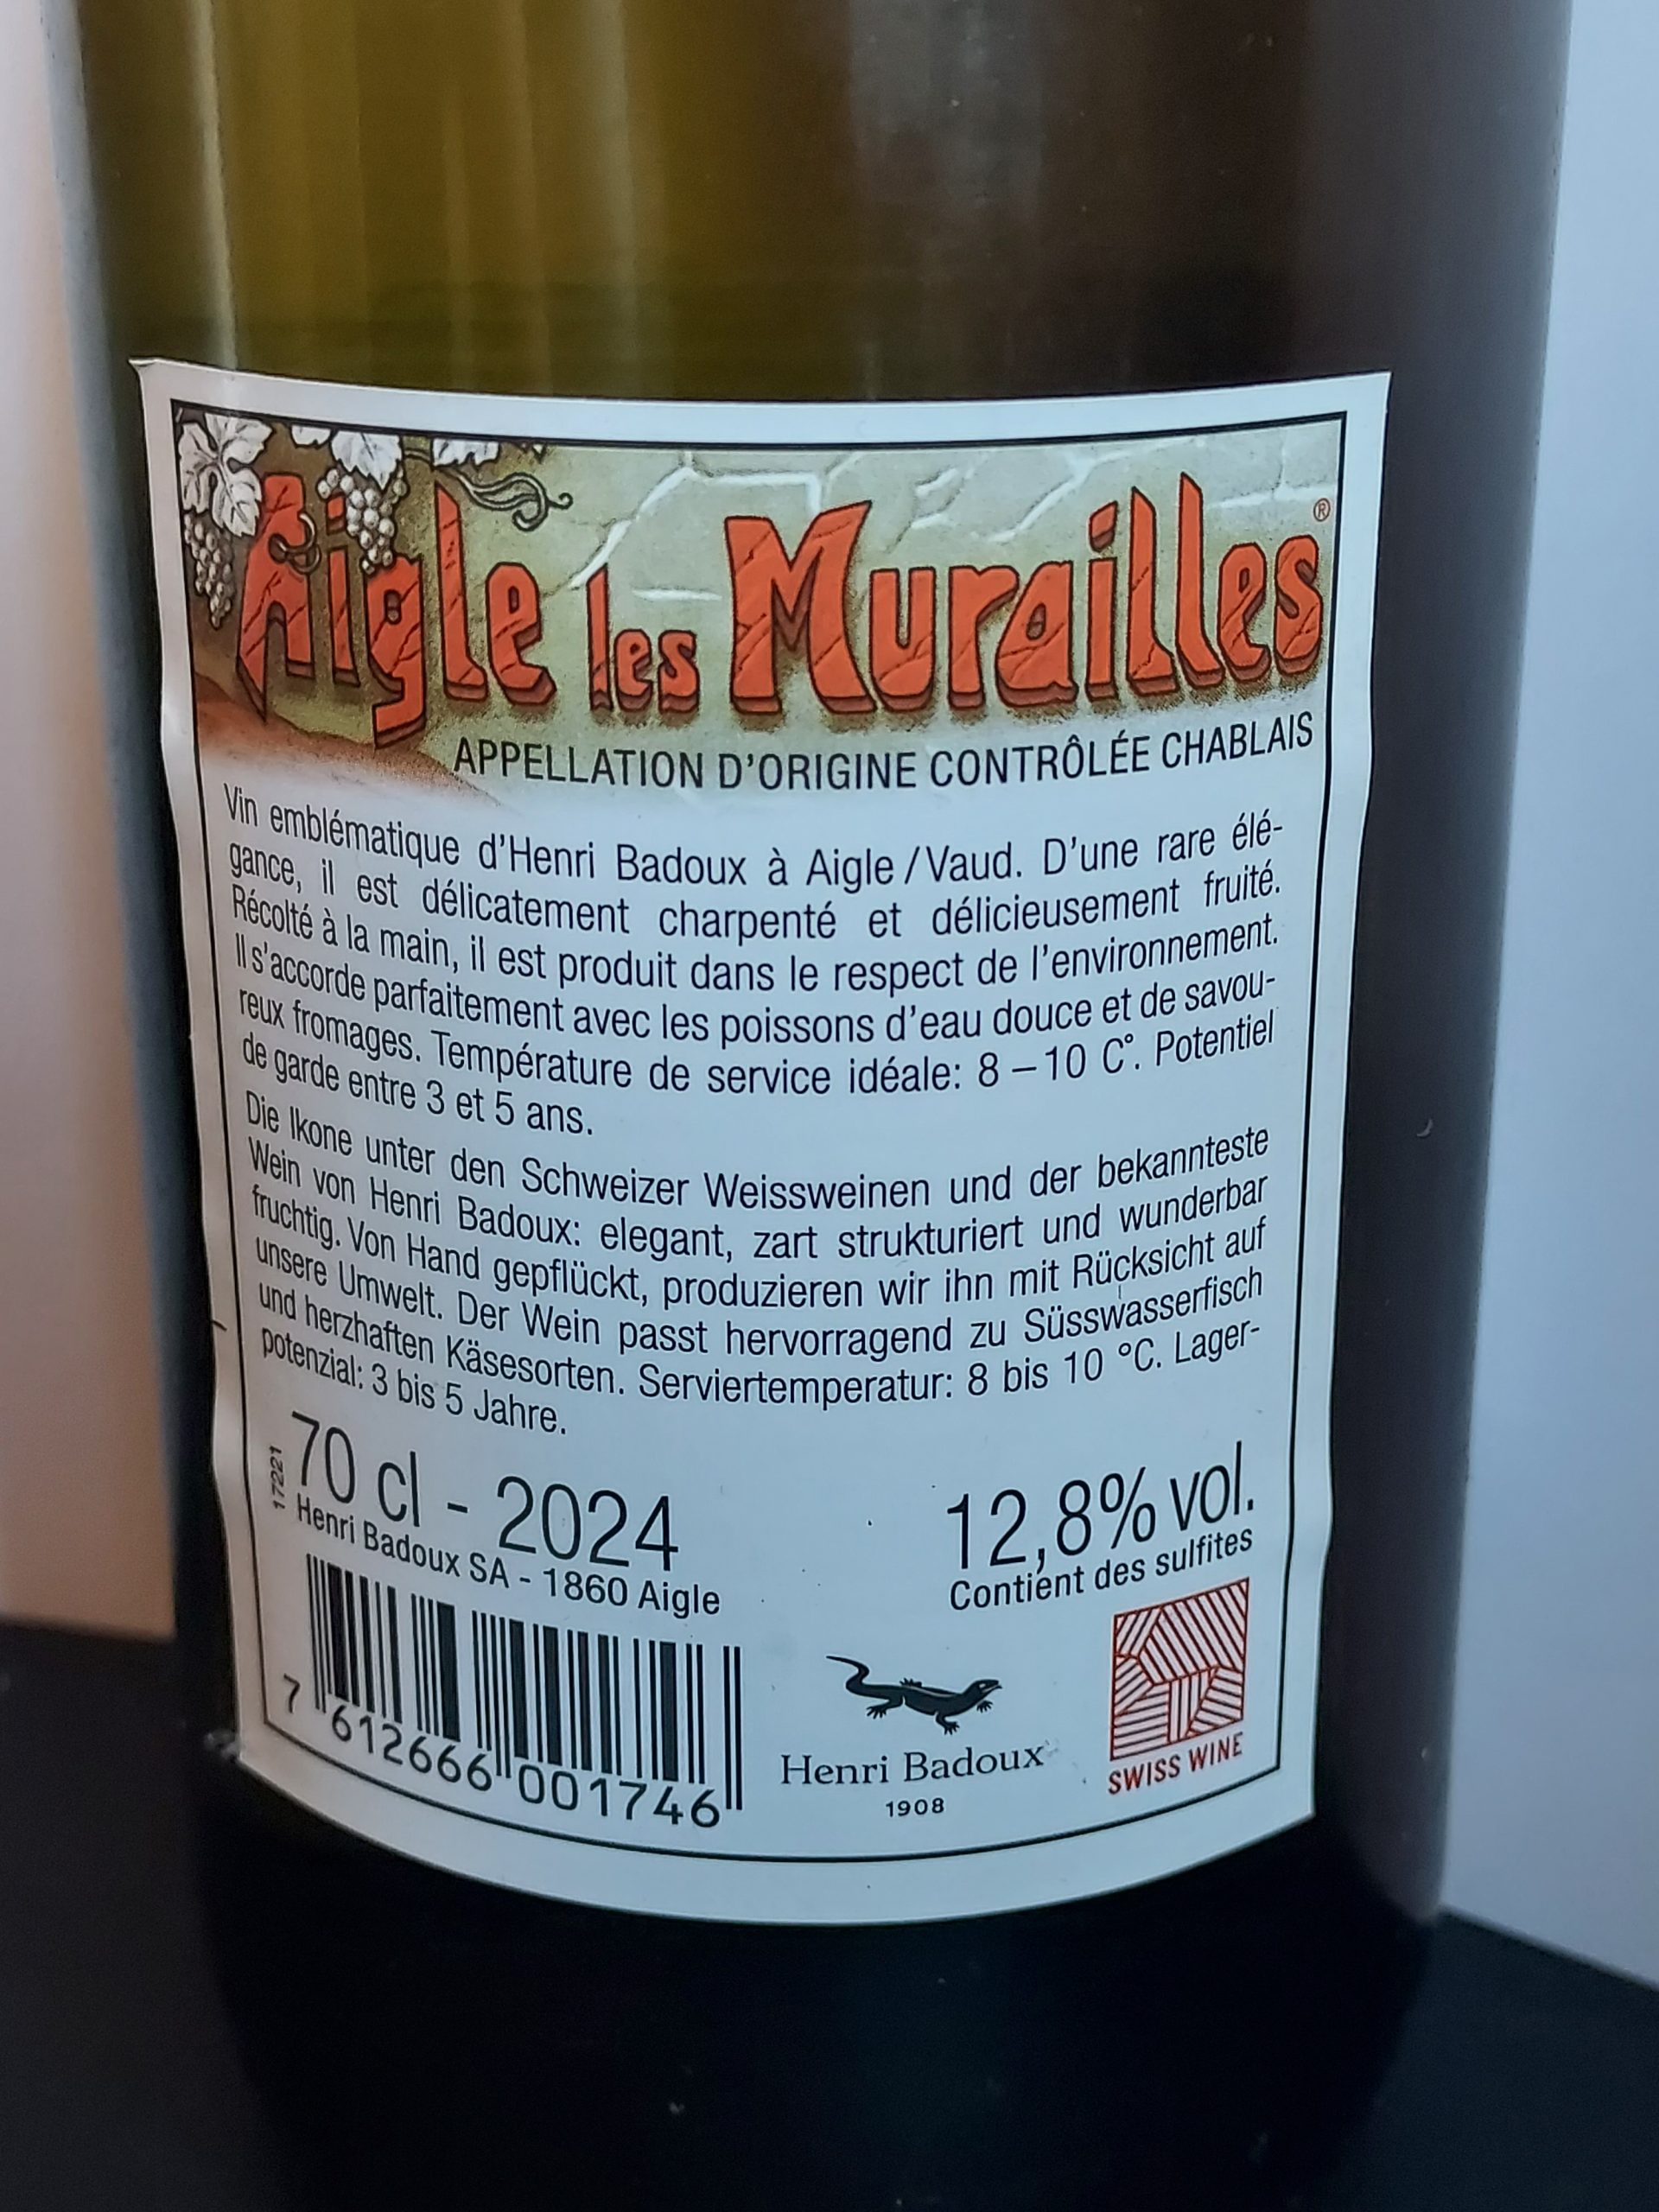 Aigle les Murailles®
APPELLATION D'ORIGINE CONTRÔLÉE CHABLAIS
Vin emblématique d'Henri Badoux à Aigle/Vaud. D'une rare élé-
gance, il est délicatement charpenté et délicieusement fruité.
Récolté à la main, il est produit dans le respect de l'environnement.
Il s'accorde parfaitement avec les poissons d'eau douce et de savou-
reux fromages. Température de service idéale: 8 – 10 C°. Potentiel
de garde entre 3 et 5 ans.
Die Ikone unter den Schweizer Weissweinen und der bekannteste
Wein von Henri Badoux: elegant, zart strukturiert und wunderbar
fruchtig. Von Hand gepflückt, produzieren wir ihn mit Rücksicht auf
unsere Umwelt. Der Wein passt hervorragend zu Süsswasserfisch
und herzhaften Käsesorten. Serviertemperatur: 8 bis 10 °C. Lager-
potenzial: 3 bis 5 Jahre.
17221
70 cl - 2024
12,8% vol.
Henri Badoux SA - 1860 Aigle
Contient des sulfites
7 612666 001746
Henri Badoux
1908
SWISS WINE